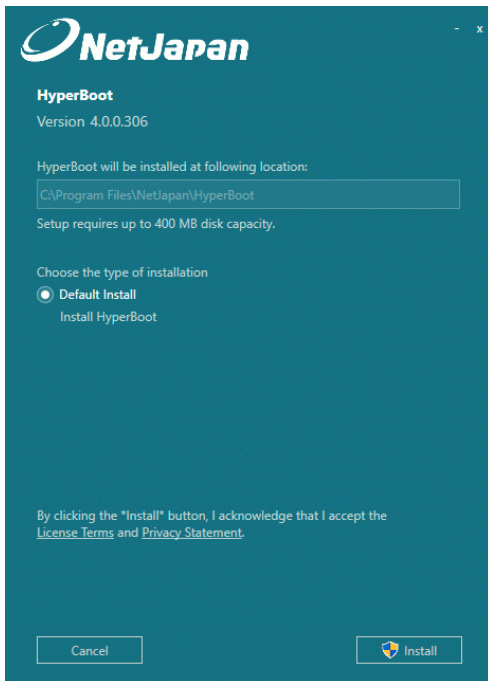 NetJapan
- x
HyperBoot
Version 4.0.0.306
HyperBoot will be installed at following location:
C:\Program Files\NetJapan\HyperBoot
Setup requires up to 400 MB disk capacity.
Choose the type of installation
Default Install
Install HyperBoot
By clicking the "Install" button, I acknowledge that I accept the
License Terms and Privacy Statement.
Cancel
Install